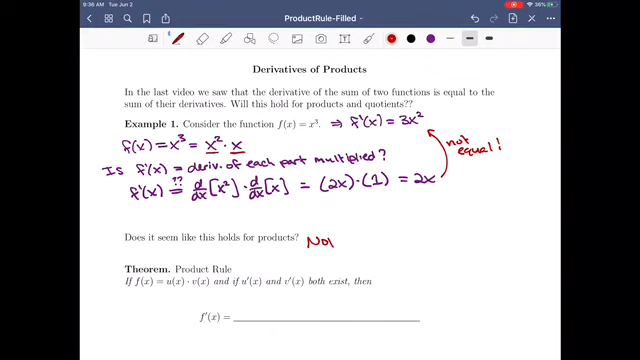 9:36 AM Tue Jun 2
36%
ProductRule-Filled
Derivatives of Products
In the last video we saw that the derivative of the sum of two functions is equal to the
sum of their derivatives. Will this hold for products and quotients??
Example 1. Consider the function f(x) = x³. ⇒ f'(x) = 3x²
f(x) = x³ = x² · x
not equal!
Is f'(x) = deriv. of each part multiplied?
f'(x) ??= d/dx [x²] · d/dx [x] = (2x) · (1) = 2x
Does it seem like this holds for products? No
Theorem. Product Rule
If f(x) = u(x) · v(x) and if u'(x) and v'(x) both exist, then
f'(x) = ____________________